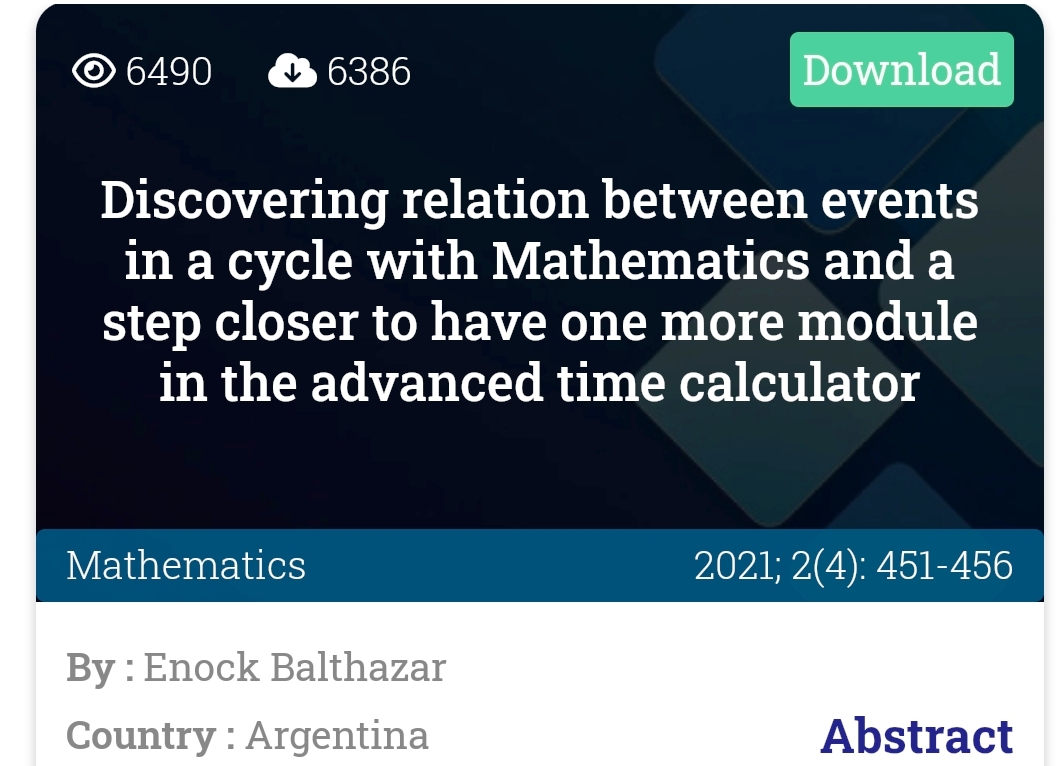 6490 6386 Download
Discovering relation between events
in a cycle with Mathematics and a
step closer to have one more module
in the advanced time calculator
Mathematics 2021; 2(4): 451-456
By : Enock Balthazar
Country : Argentina Abstract